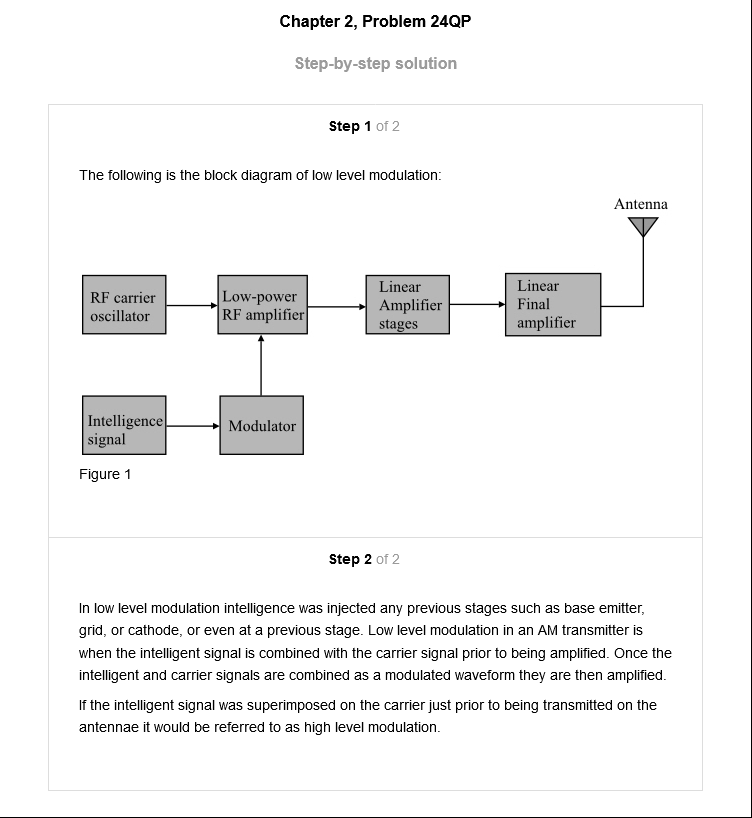 Chapter 2, Problem 24QP
Step-by-step solution
Step 1 of 2
The following is the block diagram of low level modulation:
Antenna
RF carrier
oscillator
Low-power
RF amplifier
Linear
Amplifier
stages
Linear
Final
amplifier
Intelligence
signal
Modulator
Figure 1
Step 2 of 2
In low level modulation intelligence was injected any previous stages such as base emitter,
grid, or cathode, or even at a previous stage. Low level modulation in an AM transmitter is
when the intelligent signal is combined with the carrier signal prior to being amplified. Once the
intelligent and carrier signals are combined as a modulated waveform they are then amplified.
If the intelligent signal was superimposed on the carrier just prior to being transmitted on the
antennae it would be referred to as high level modulation.